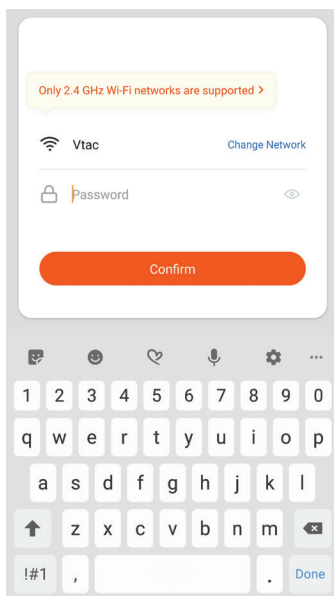 Only 2.4 GHz Wi-Fi networks are supported >
Vtac Change Network
Password
Confirm
1 2 3 4 5 6 7 8 9 0
q w e r t y u i o p
a s d f g h j k l
z x c v b n m
!#1 , . Done